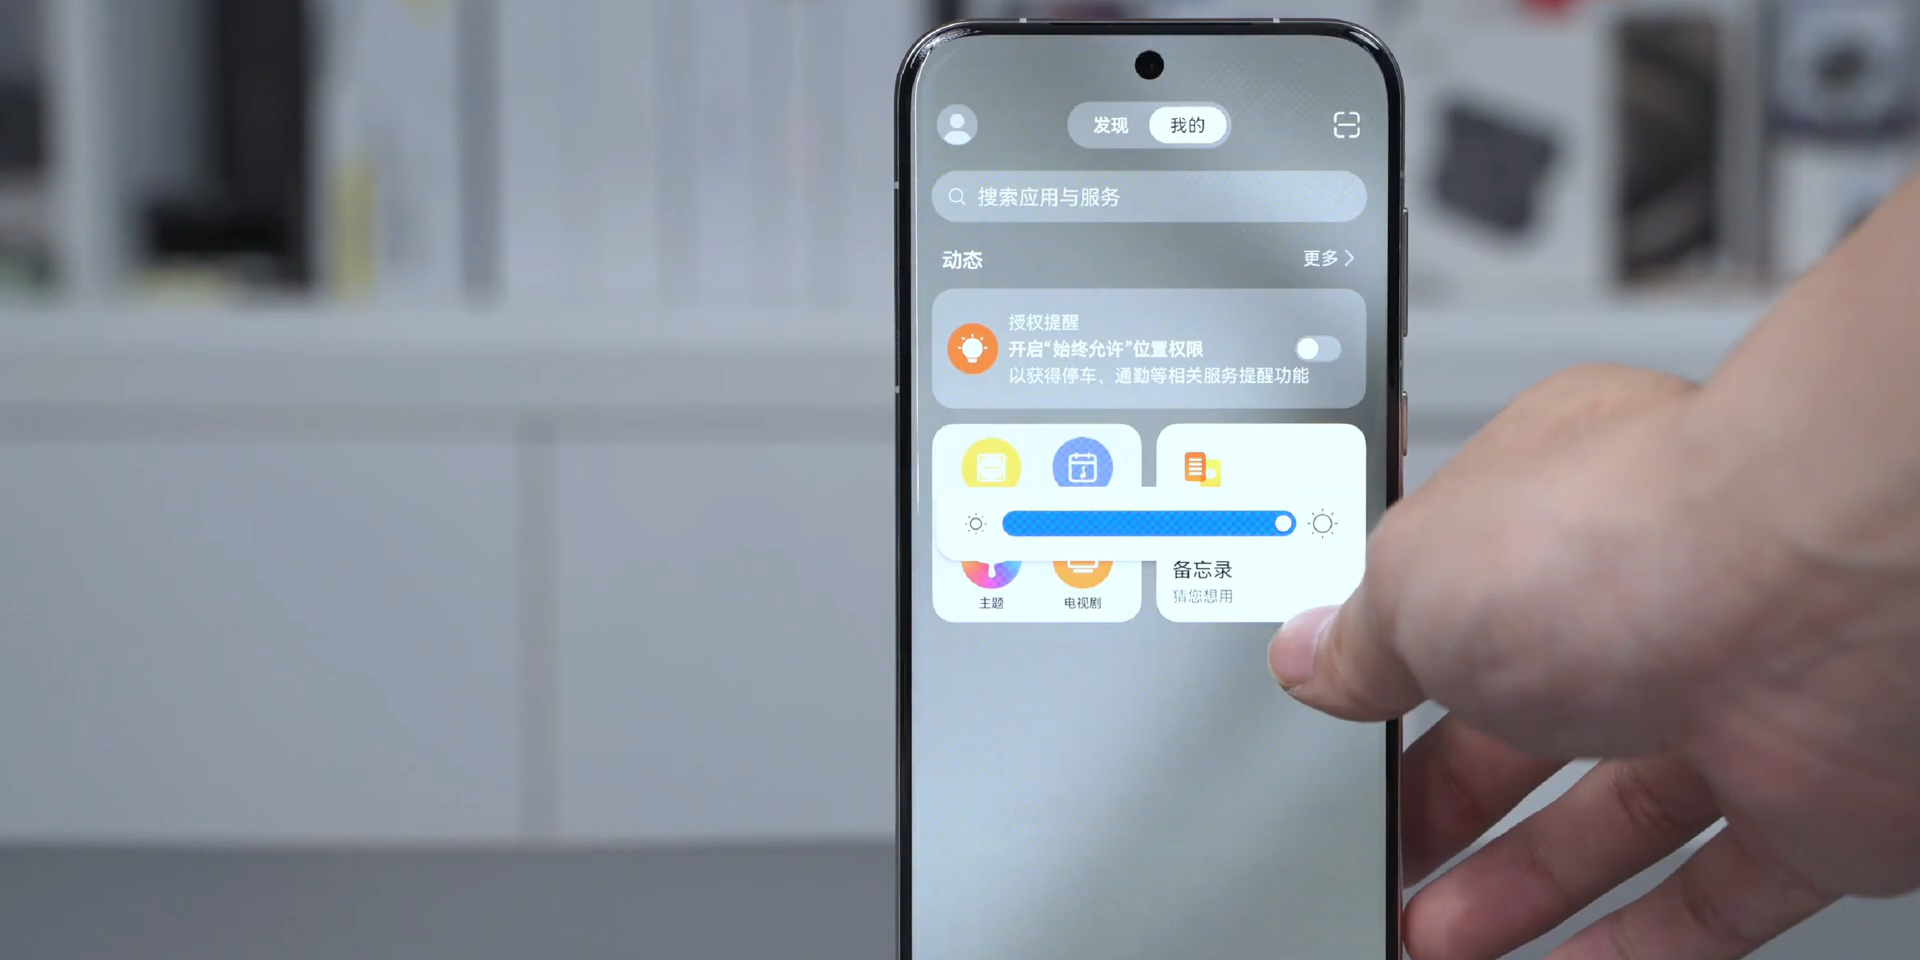 发现 我的
搜索应用与服务
动态 更多
授权提醒
开启“始终允许”位置权限
以获得停车、通勤等相关服务提醒功能
备忘录
猜您想用
主题 电视剧